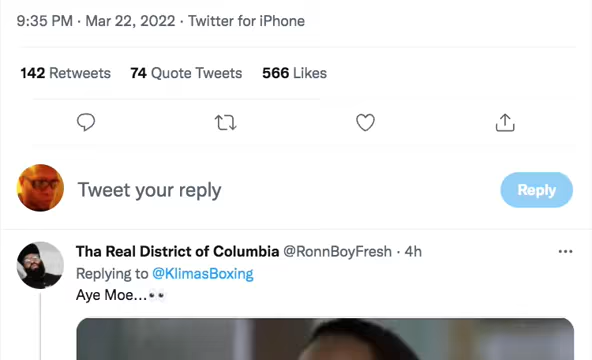 9:35 PM · Mar 22, 2022 · Twitter for iPhone
142 Retweets 74 Quote Tweets 566 Likes
Tweet your reply
Reply
Tha Real District of Columbia @RonnBoyFresh · 4h
Replying to @KlimasBoxing
Aye Moe...👀